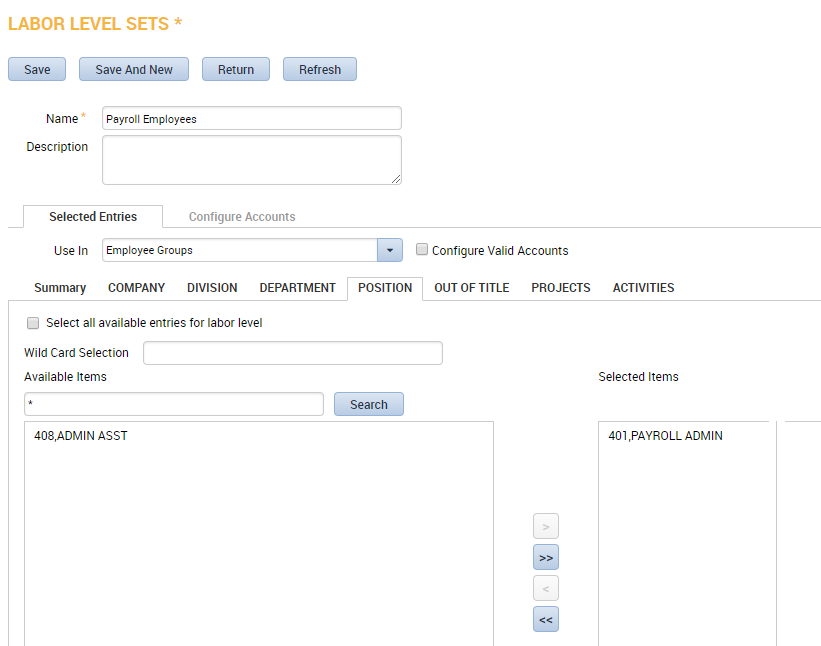 LABOR LEVEL SETS *
Save Save And New Return Refresh
Name * Payroll Employees
Description
Selected Entries Configure Accounts
Use In Employee Groups Configure Valid Accounts
Summary COMPANY DIVISION DEPARTMENT POSITION OUT OF TITLE PROJECTS ACTIVITIES
Select all available entries for labor level
Wild Card Selection
Available Items Selected Items
* Search
408,ADMIN ASST 401,PAYROLL ADMIN
>
>>
<
<<